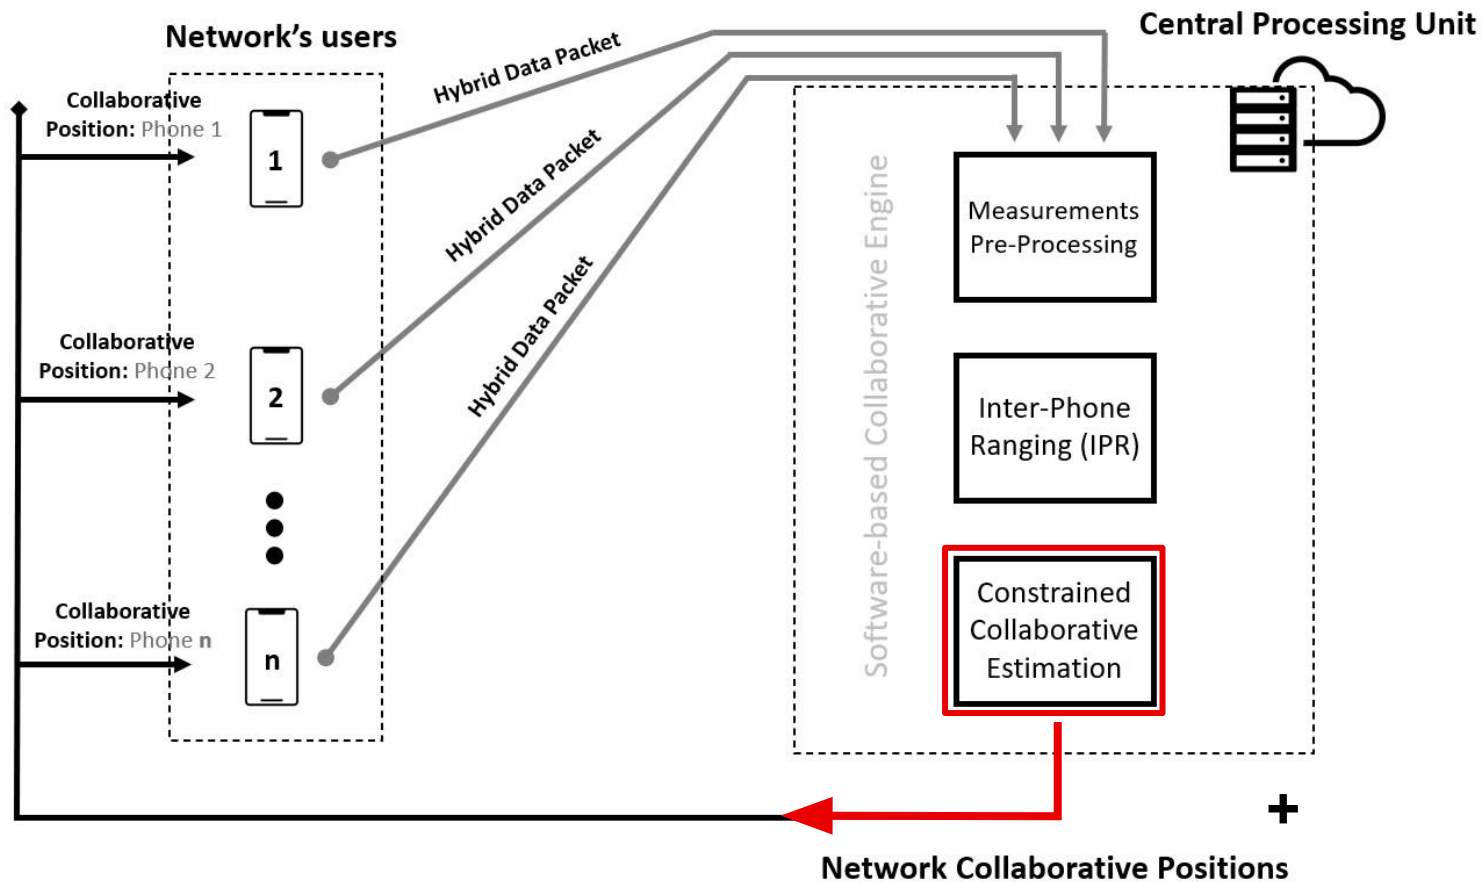 Central Processing Unit
Network's users
Collaborative
Position: Phone 1
1
Hybrid Data Packet
Hybrid Data Packet
Hybrid Data Packet
Collaborative
Position: Phone 2
2
Collaborative
Position: Phone n
n
Software-based Collaborative Engine
Measurements
Pre-Processing
Inter-Phone
Ranging (IPR)
Constrained
Collaborative
Estimation
+
Network Collaborative Positions